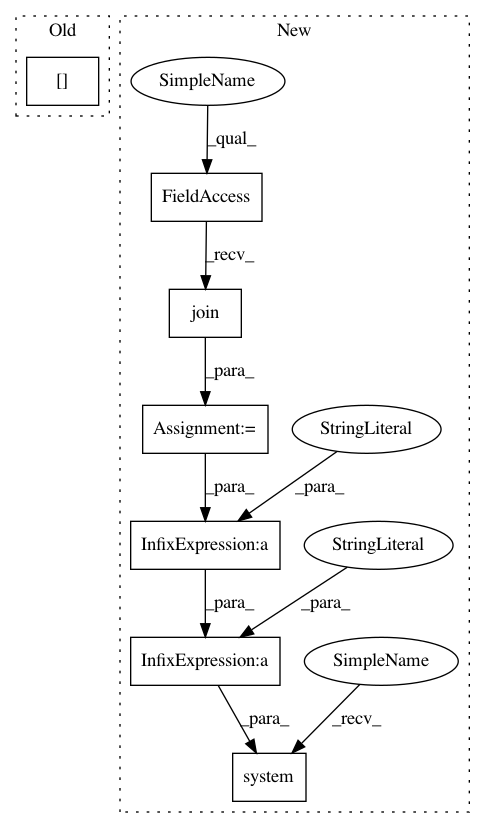 Old
New
[]
SimpleName
_qual_
FieldAccess
_recv_
join
_para_
Assignment:=
StringLiteral
_para_
_para_
InfixExpression:a
StringLiteral
_para_
_para_
InfixExpression:a
SimpleName
_para_
_recv_
system